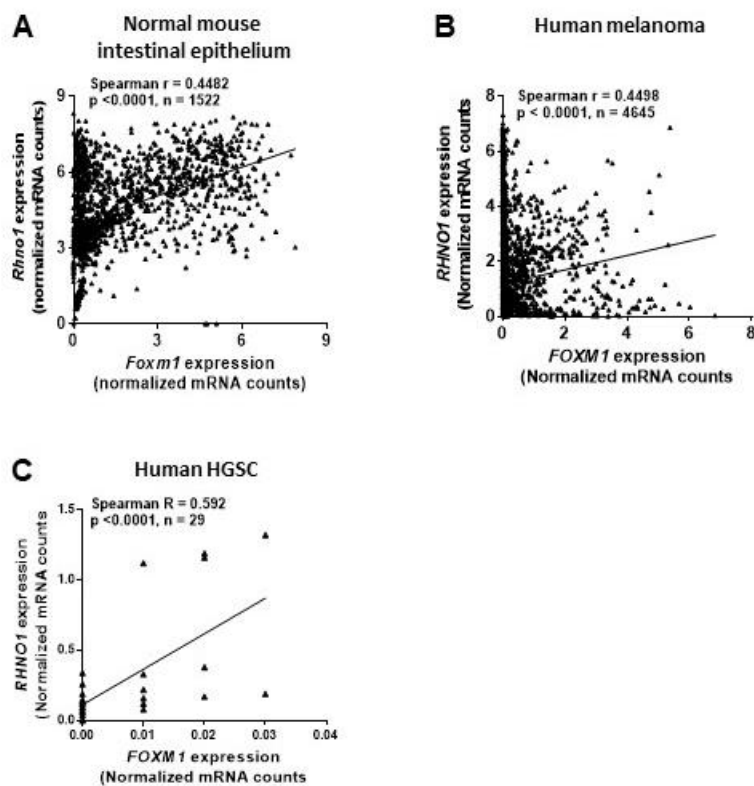 A
Normal mouse
intestinal epithelium
Spearman r = 0.4482
p <0.0001, n = 1522
9
6
3
0
Rhno1 expression
(normalized mRNA counts)
0 3 6 9
Foxm1 expression
(normalized mRNA counts)
B
Human melanoma
Spearman r = 0.4498
p < 0.0001, n = 4645
8
6
4
2
0
RHNO1 expression
(Normalized mRNA counts)
0 2 4 6 8
FOXM1 expression
(Normalized mRNA counts
C
Human HGSC
Spearman R = 0.592
p <0.0001, n = 29
1.5
1.0
0.5
0.0
RHNO1 expression
(Normalized mRNA counts)
0.00 0.01 0.02 0.03 0.04
FOXM1 expression
(Normalized mRNA counts